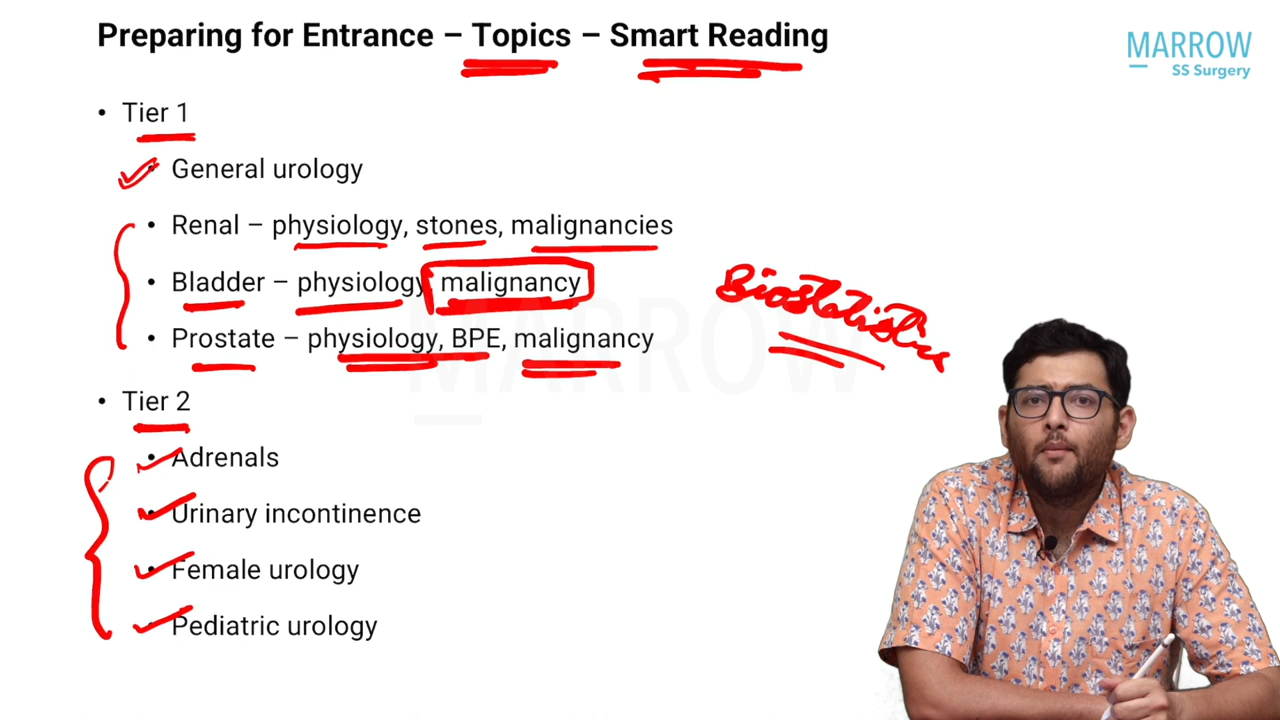 Preparing for Entrance – Topics – Smart Reading
MARROW
SS Surgery
• Tier 1
• General urology
• Renal – physiology, stones, malignancies
• Bladder – physiology, malignancy
• Prostate – physiology, BPE, malignancy
Biostatistics
• Tier 2
• Adrenals
• Urinary incontinence
• Female urology
• Pediatric urology
MARROW